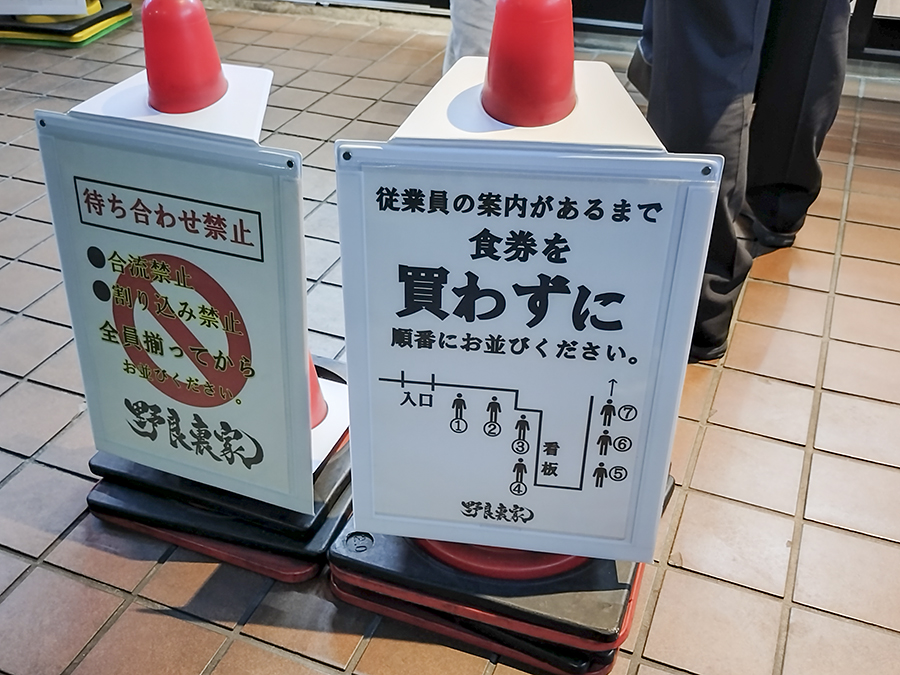 待ち合わせ禁止
●合流禁止
●割り込み禁止
全員揃ってから
お並びください。
野良裏家
従業員の案内があるまで
食券を
買わずに
順番にお並びください。
入口
①
②
③
④
看板
⑦
⑥
⑤
野良裏家